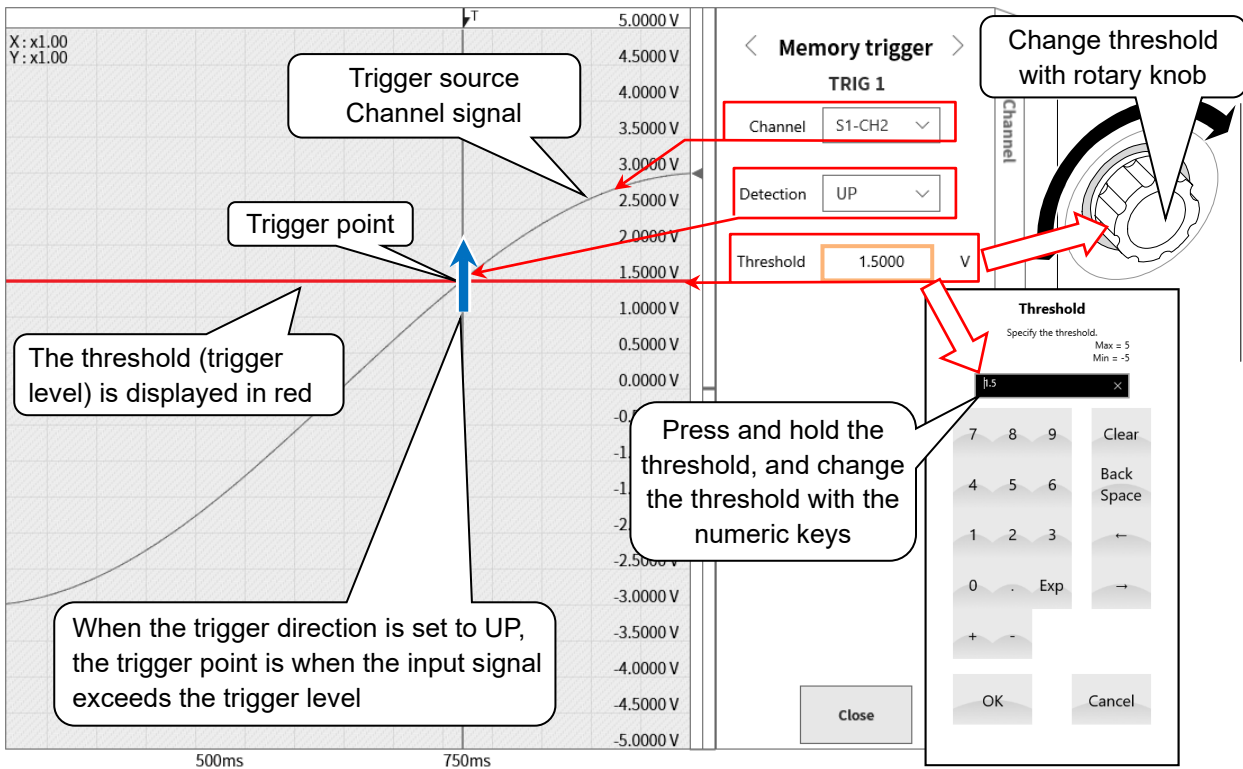 T
X : x1.00
Y : x1.00
5.0000 V
4.5000 V
4.0000 V
3.5000 V
3.0000 V
2.5000 V
2.0000 V
1.5000 V
1.0000 V
0.5000 V
0.0000 V
-0.
-1.
-1.
-2.
-2.5000 V
-3.0000 V
-3.5000 V
-4.0000 V
-4.5000 V
-5.0000 V
500ms
750ms
Trigger source
Channel signal
Trigger point
The threshold (trigger
level) is displayed in red
When the trigger direction is set to UP,
the trigger point is when the input signal
exceeds the trigger level
Memory trigger
TRIG 1
Channel S1-CH2
Detection UP
Threshold 1.5000 V
Close
Channel
Change threshold
with rotary knob
Press and hold the
threshold, and change
the threshold with the
numeric keys
Threshold
Specify the threshold.
Max = 5
Min = -5
1.5 ×
7 8 9 Clear
4 5 6 Back
Space
1 2 3 ←
0 . Exp →
+ -
OK Cancel